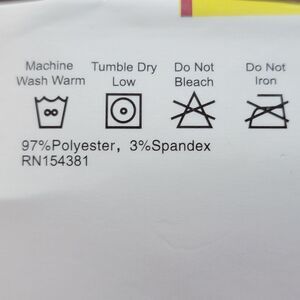 Machine Wash Warm
Tumble Dry Low
Do Not Bleach
Do Not Iron
97%Polyester, 3%Spandex
RN154381